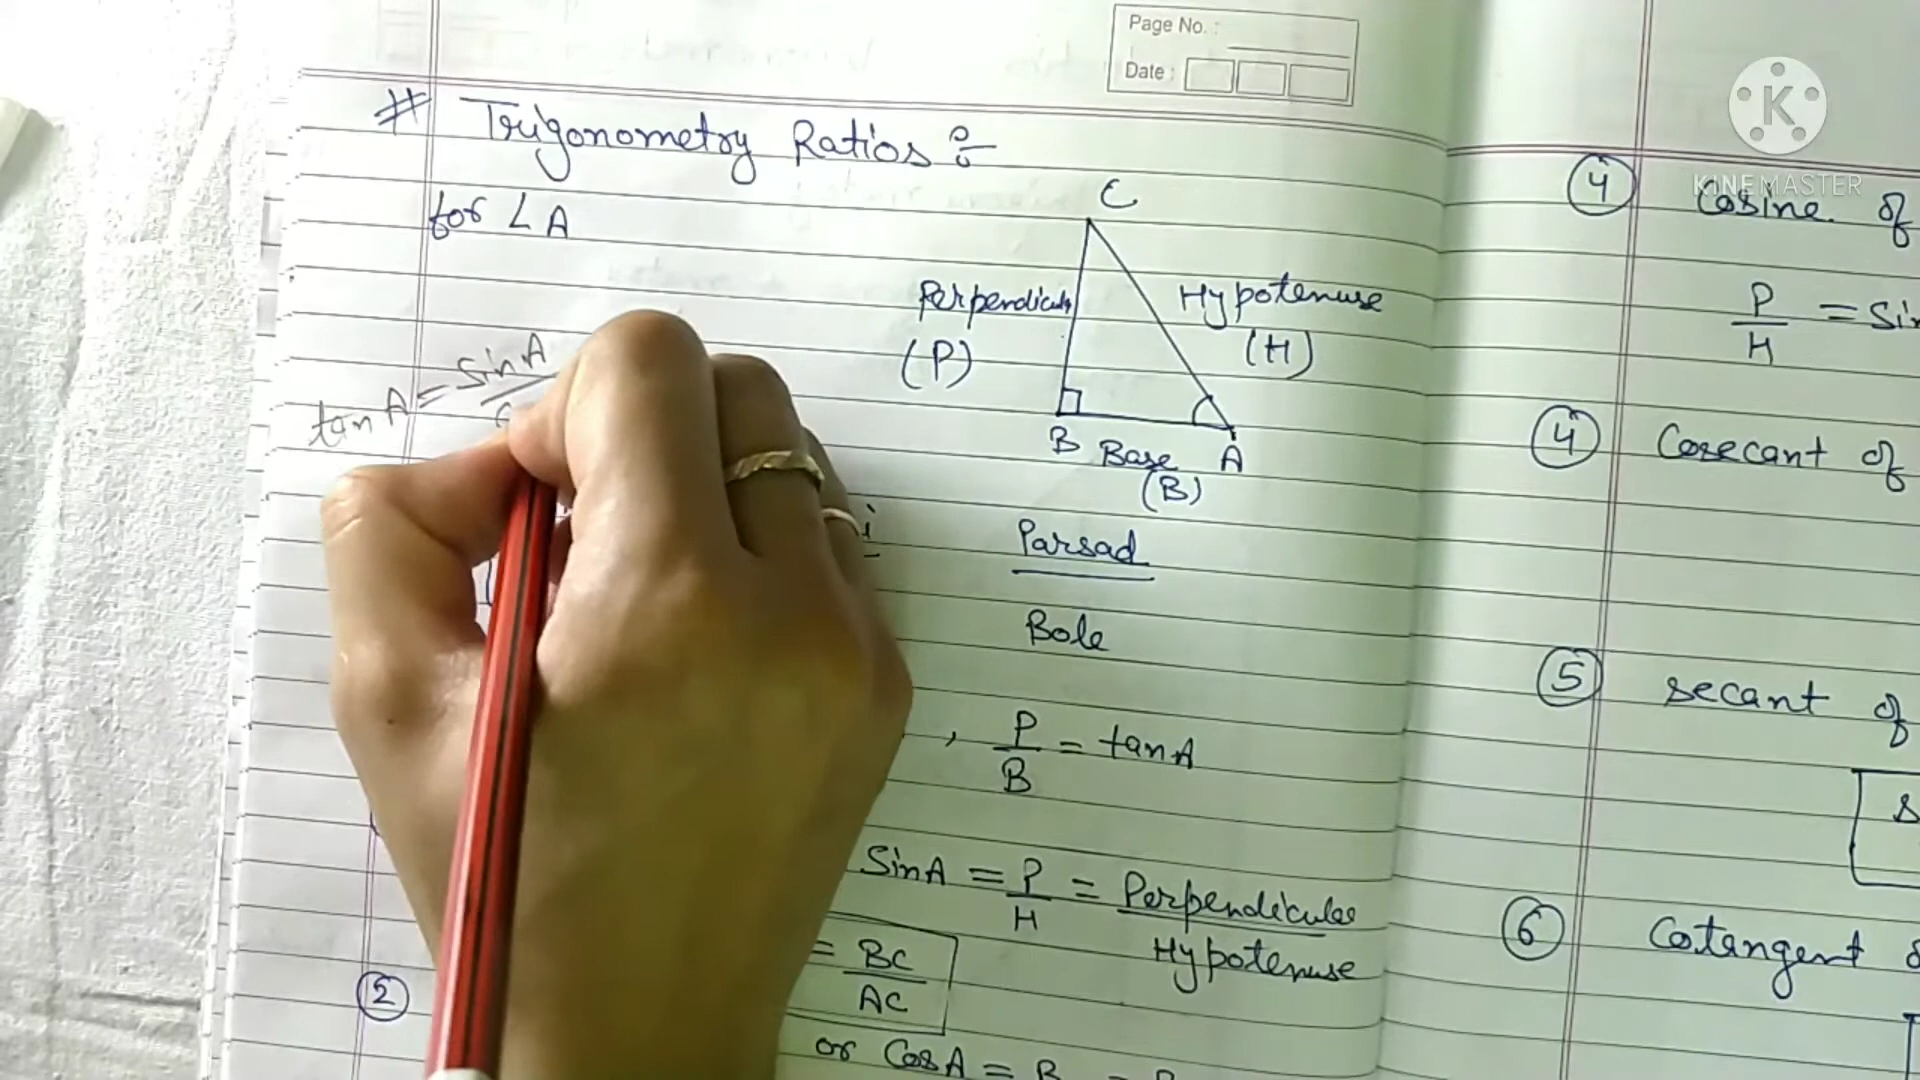 Page No. :
Date :
# Trigonometry Ratios :-
for ∠A
C
Perpendicular
(P)
Hypotenuse
(H)
tan A = sin A
B Base A
(B)
Parsad
Bole
, P/B = tan A
Sin A = P/H = Perpendicular
Hypotenuse
= BC/AC
2
or Cos A = B
KINEMASTER
4 Cosine of
P/H = Sin
4 Cosecant of
5 secant of
6 Cotangent